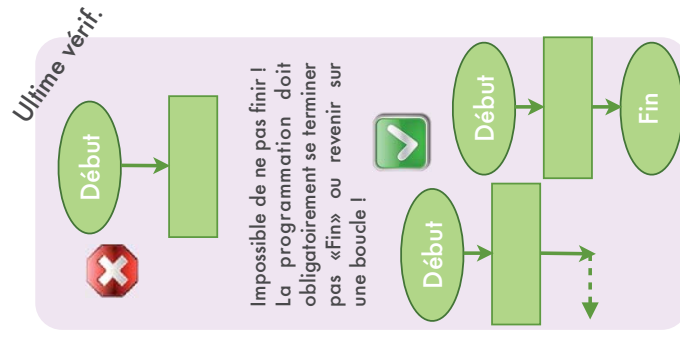 Ultime vérif.
Début
Impossible de ne pas finir !
La programmation doit
obligatoirement se terminer
pas «Fin» ou revenir sur
une boucle !
Début
Début
Fin